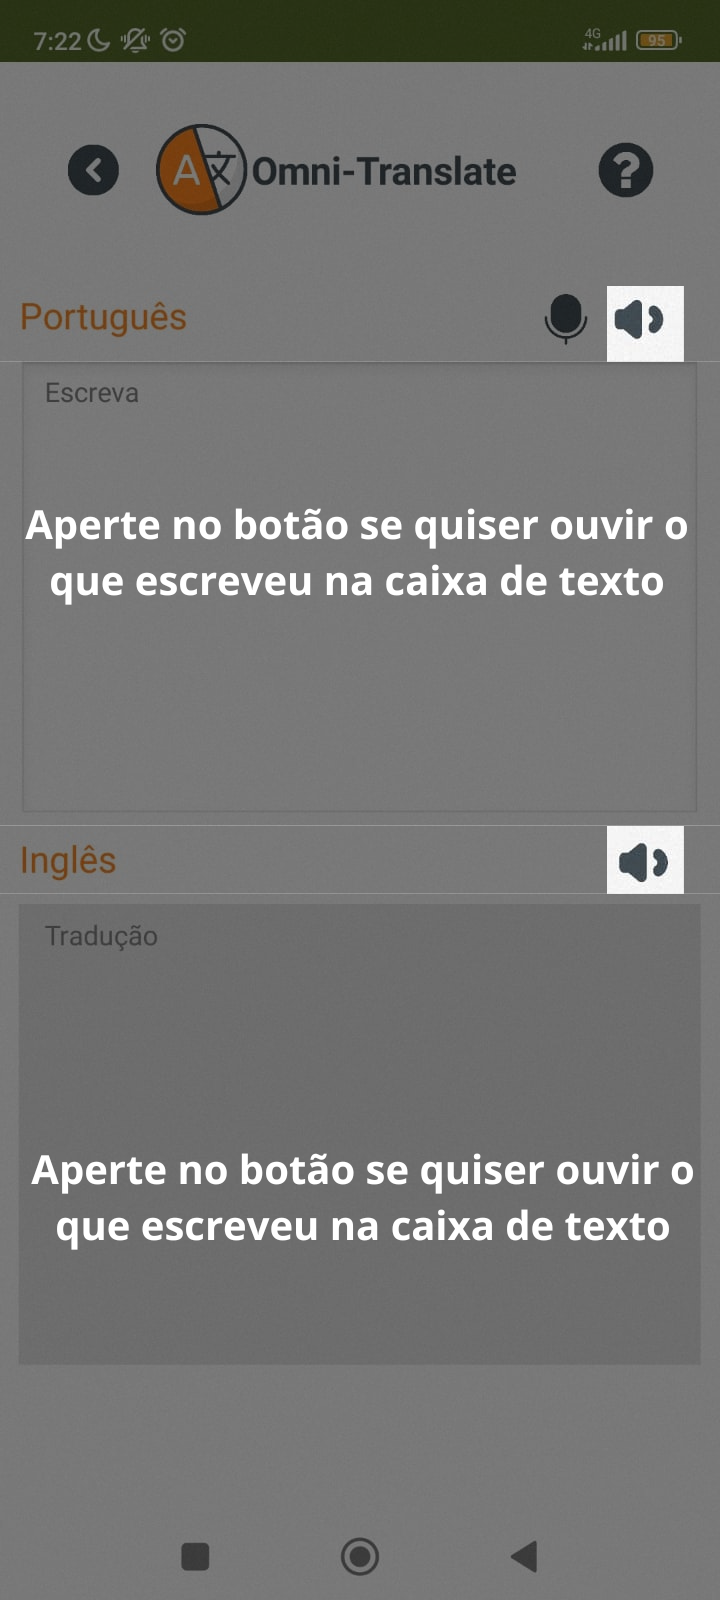 7:22 4G 95
A文 Omni-Translate ?
Português
Escreva
Aperte no botão se quiser ouvir o
que escreveu na caixa de texto
Inglês
Tradução
Aperte no botão se quiser ouvir o
que escreveu na caixa de texto